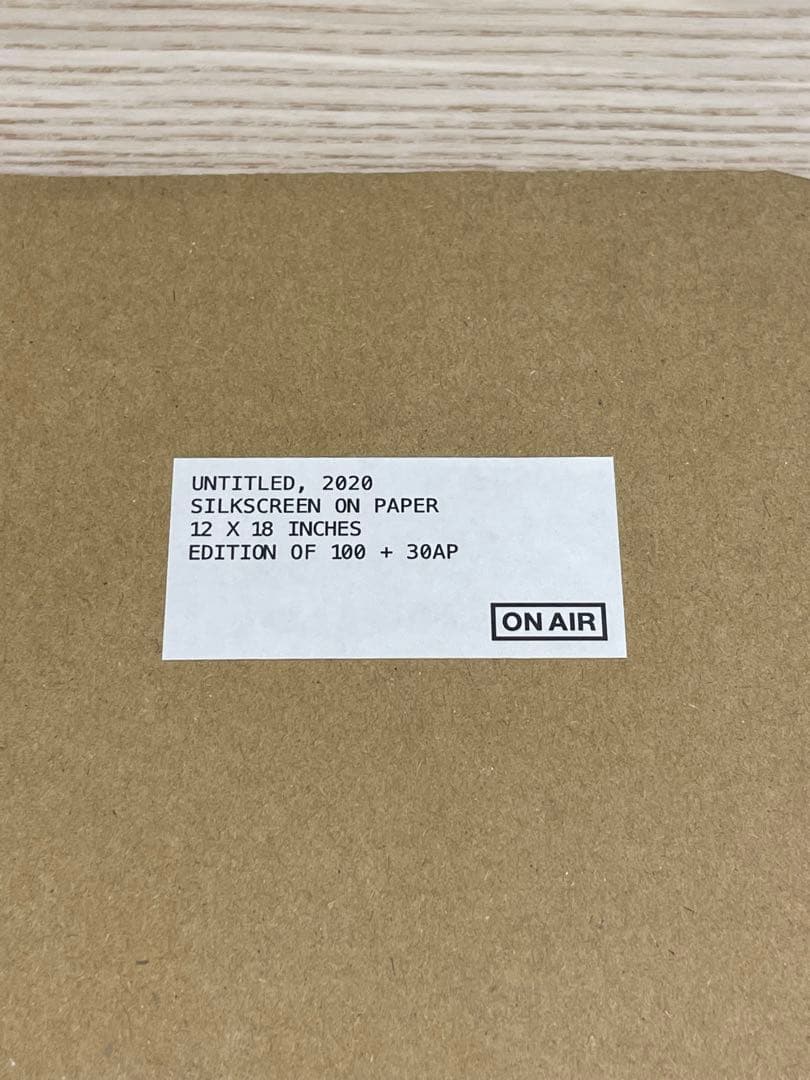 UNTITLED, 2020
SILKSCREEN ON PAPER
12 X 18 INCHES
EDITION OF 100 + 30AP
ON AIR